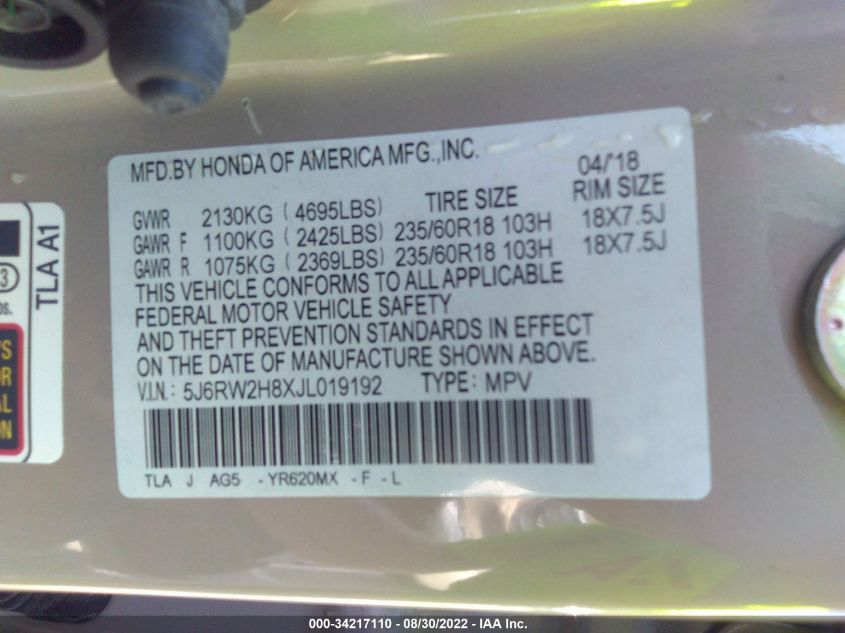 MFD.BY HONDA OF AMERICA MFG.,INC. 04/'18
TIRE SIZE RIM SIZE
GVWR 2130KG ( 4695LBS)
GAWR F 1100KG ( 2425LBS) 235/60R18 103H 18X7.5J
GAWR R 1075KG ( 2369LBS) 235/60R18 103H 18X7.5J
THIS VEHICLE CONFORMS TO ALL APPLICABLE
FEDERAL MOTOR VEHICLE SAFETY
AND THEFT PREVENTION STANDARDS IN EFFECT
ON THE DATE OF MANUFACTURE SHOWN ABOVE.
V.I.N.: 5J6RW2H8XJL019192 TYPE: MPV
TLA J AG5 -YR620MX -F -L
TLA A1
000-34217110 - 08/30/2022 - IAA Inc.